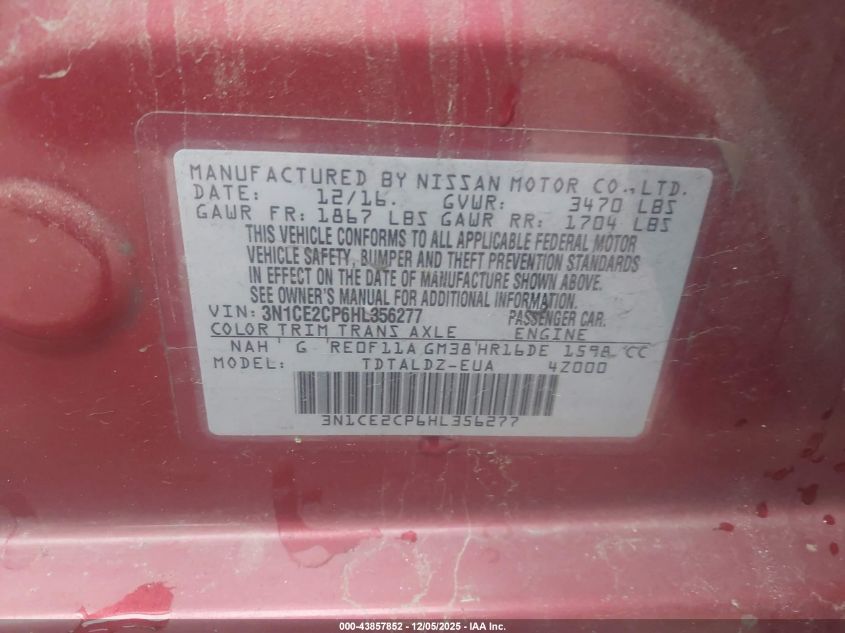 MANUFACTURED BY NISSAN MOTOR CO., LTD.
DATE: 12/16. GVWR: 3470 LBS
GAWR FR: 1867 LBS GAWR RR: 1704 LBS
THIS VEHICLE CONFORMS TO ALL APPLICABLE FEDERAL MOTOR
VEHICLE SAFETY, BUMPER AND THEFT PREVENTION STANDARDS
IN EFFECT ON THE DATE OF MANUFACTURE SHOWN ABOVE.
SEE OWNER'S MANUAL FOR ADDITIONAL INFORMATION.
VIN: 3N1CE2CP6HL356277 PASSENGER CAR.
COLOR TRIM TRANS AXLE ENGINE
NAH G RE0F11A GM38 HR16DE 1598 CC
MODEL: TDTALDZ-EUA 4Z000
3N1CE2CP6HL356277
000-43857852 - 12/05/2025 - IAA Inc.